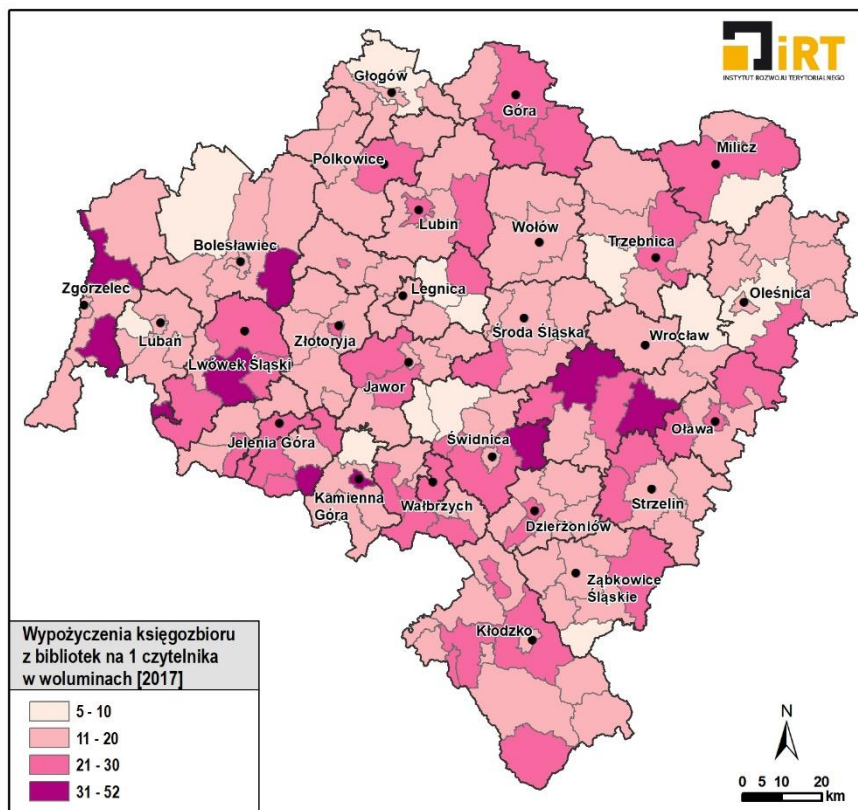 iRT
INSTYTUT ROZWOJU TERYTORIALNEGO
Głogów
Góra
Milicz
Polkowice
Lubin
Wołów
Trzebnica
Bolesławiec
Zgorzelec
Legnica
Oleśnica
Lubań
Złotoryja
Środa Śląska
Wrocław
Lwówek Śląski
Jawor
Oława
Jelenia Góra
Świdnica
Kamienna
Góra
Wałbrzych
Strzelin
Dzierżoniów
Ząbkowice
Śląskie
Kłodzko
Wypożyczenia księgozbioru
z bibliotek na 1 czytelnika
w woluminach [2017]
5 - 10
11 - 20
21 - 30
31 - 52
N
0 5 10 20
km